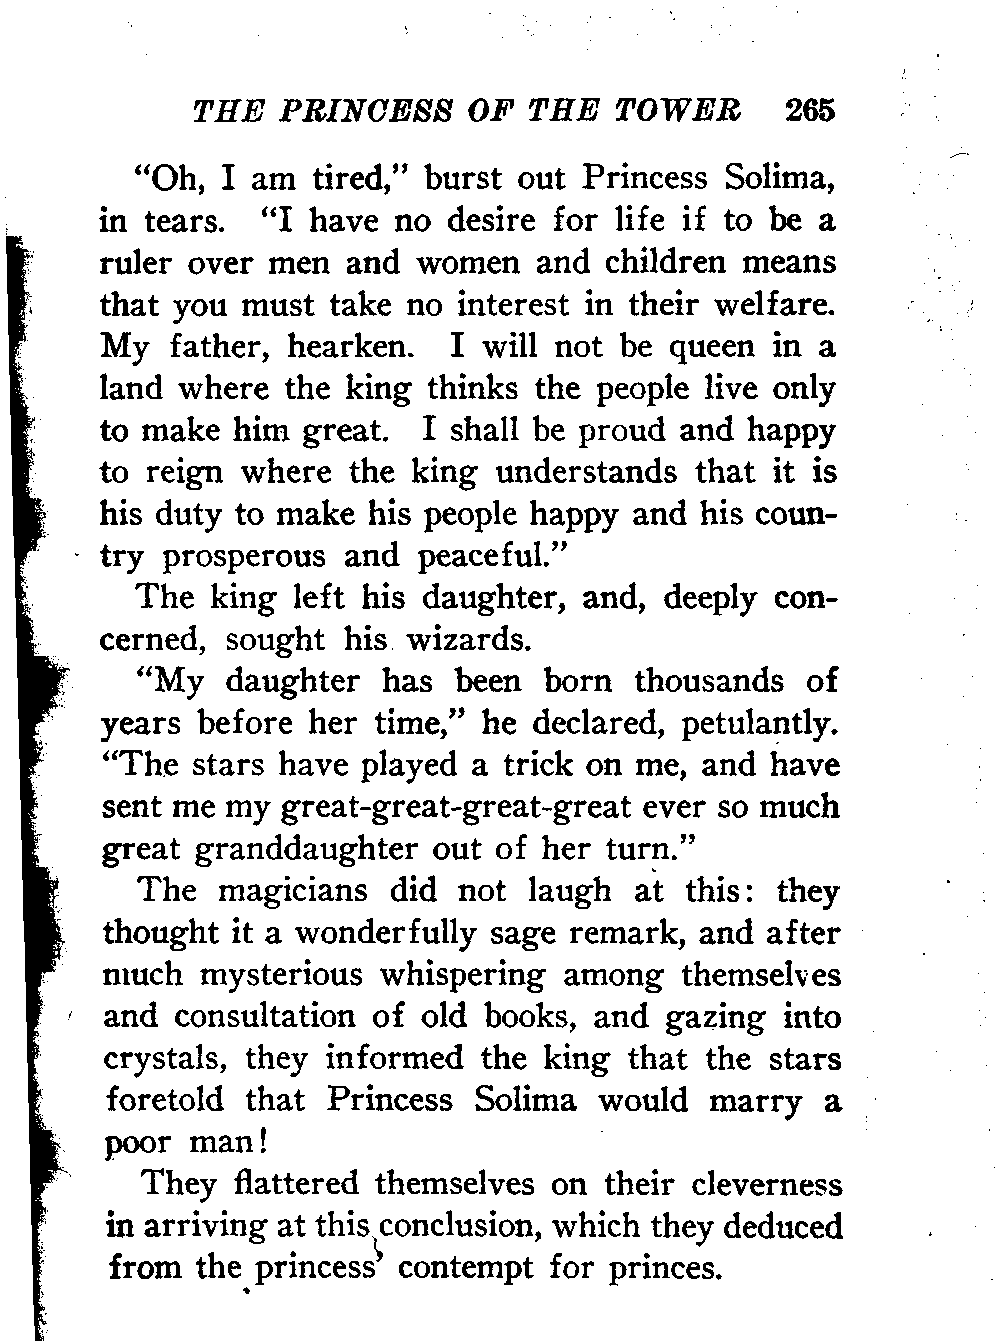 THE PRINCESS OF THE TOWER 265
“Oh, I am tired,” burst out Princess Solima,
in tears. “I have no desire for life if to be a
ruler over men and women and children means
that you must take no interest in their welfare.
My father, hearken. I will not be queen in a
land where the king thinks the people live only
to make him great. I shall be proud and happy
to reign where the king understands that it is
his duty to make his people happy and his coun-
try prosperous and peaceful.”
The king left his daughter, and, deeply con-
cerned, sought his wizards.
“My daughter has been born thousands of
years before her time,” he declared, petulantly.
“The stars have played a trick on me, and have
sent me my great-great-great-great ever so much
great granddaughter out of her turn.”
The magicians did not laugh at this: they
thought it a wonderfully sage remark, and after
much mysterious whispering among themselves
and consultation of old books, and gazing into
crystals, they informed the king that the stars
foretold that Princess Solima would marry a
poor man!
They flattered themselves on their cleverness
in arriving at this conclusion, which they deduced
from the princess’ contempt for princes.